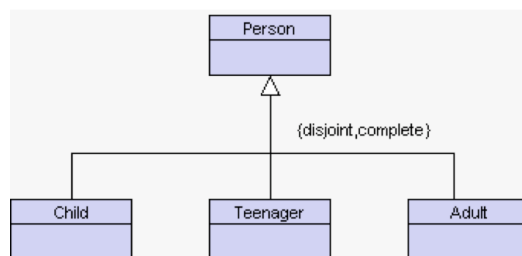 Person
{disjoint,complete}
Child
Teenager
Adult